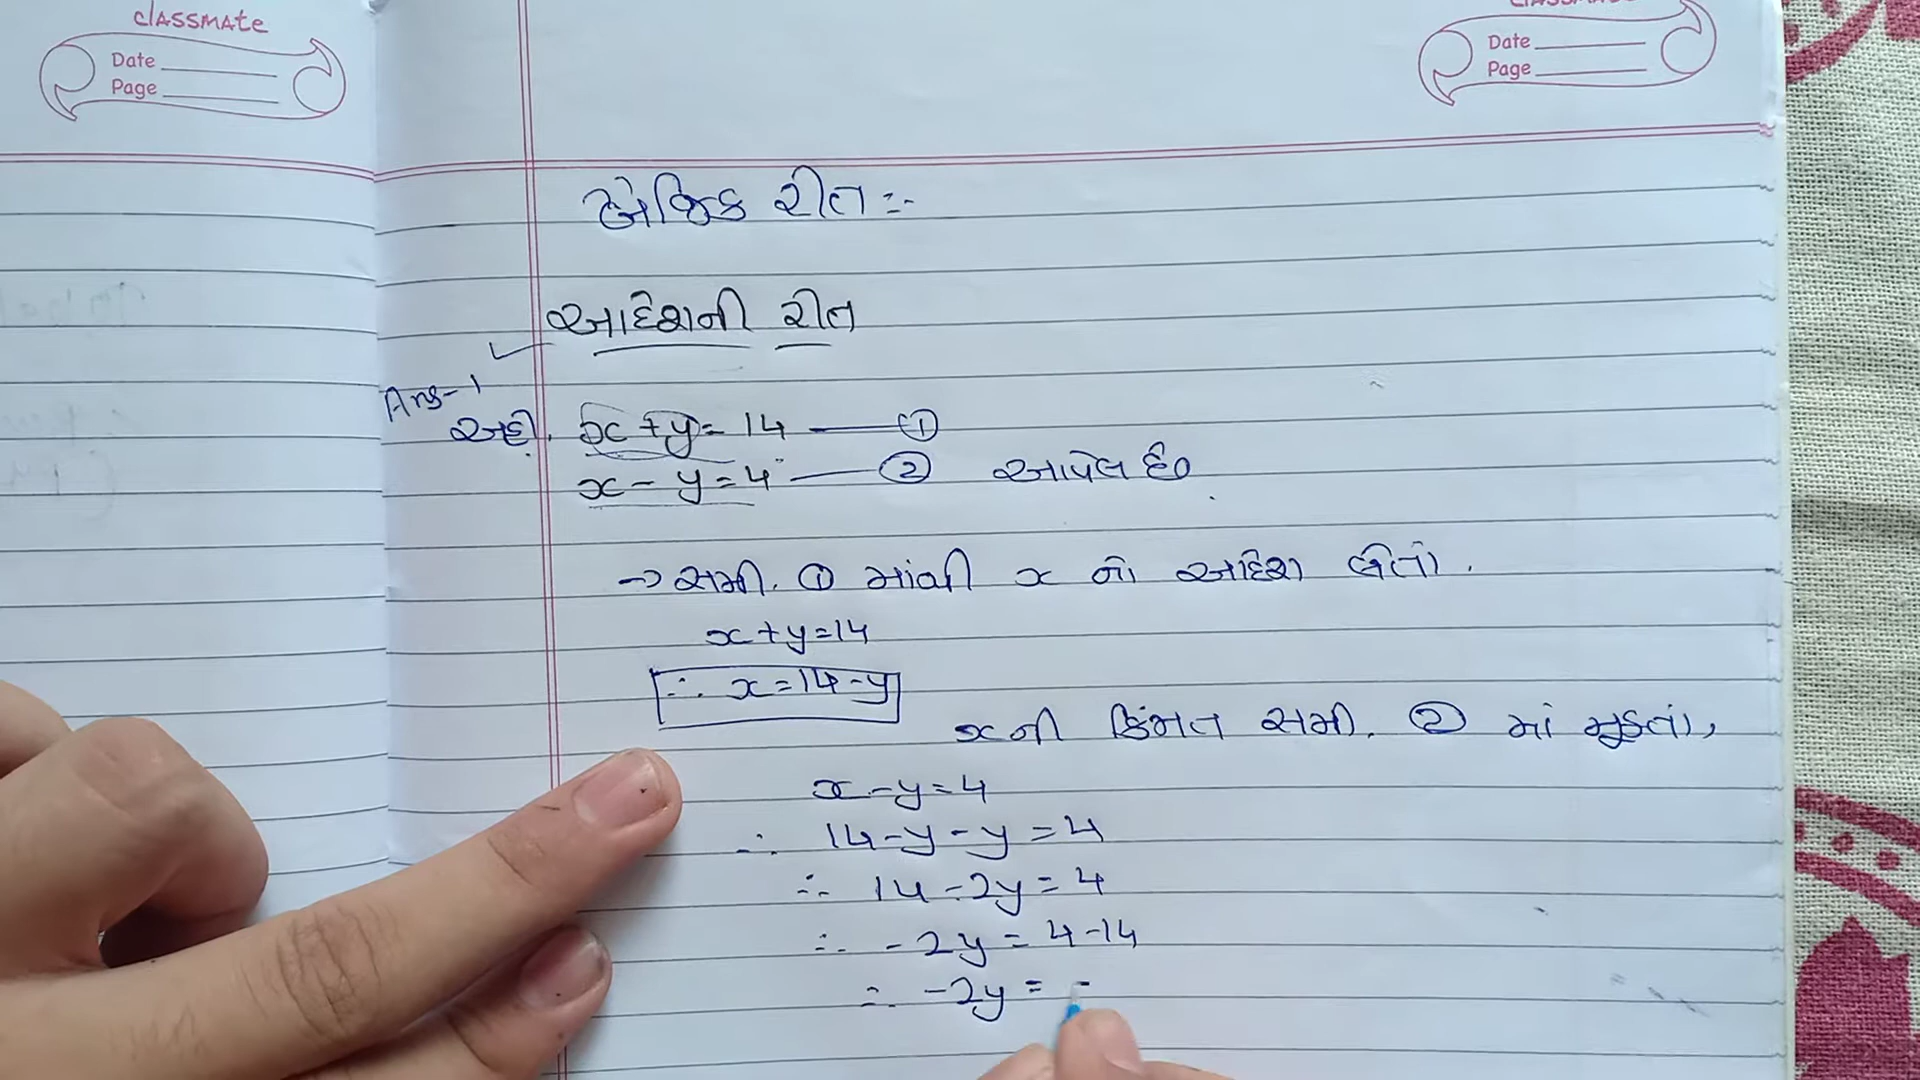 classmate
Date
Page
Date
Page
બૈજિક રીત :-
આદેશની રીત
Ans-1
અહીં. x + y = 14 —— ①
x - y = 4 —— ② આપેલ છે
→ સમી. ① માંથી x નો આદેશ લેતાં.
x + y = 14
∴ x = 14 - y
x ની કિંમત સમી. ② માં મૂકતાં,
x - y = 4
∴ 14 - y - y = 4
∴ 14 - 2y = 4
∴ - 2y = 4 - 14
∴ - 2y = -